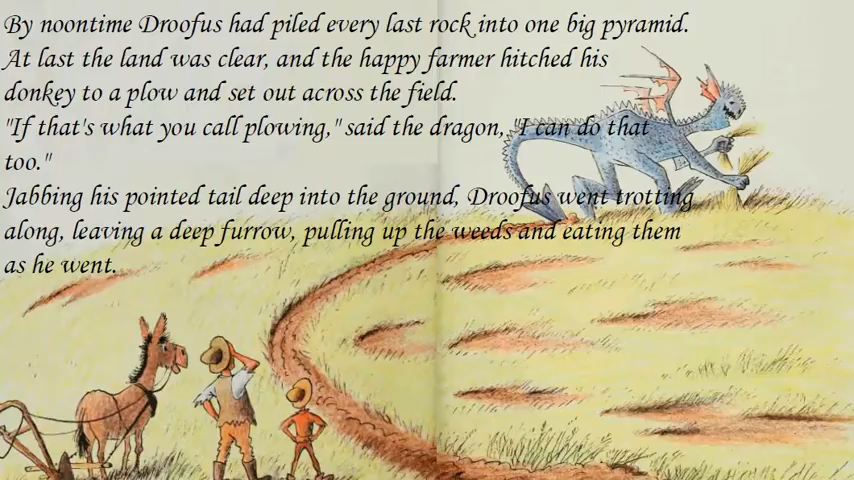 By noontime Droofus had piled every last rock into one big pyramid.
At last the land was clear, and the happy farmer hitched his
donkey to a plow and set out across the field.
"If that's what you call plowing," said the dragon, "I can do that
too."
Jabbing his pointed tail deep into the ground, Droofus went trotting
along, leaving a deep furrow, pulling up the weeds and eating them
as he went.